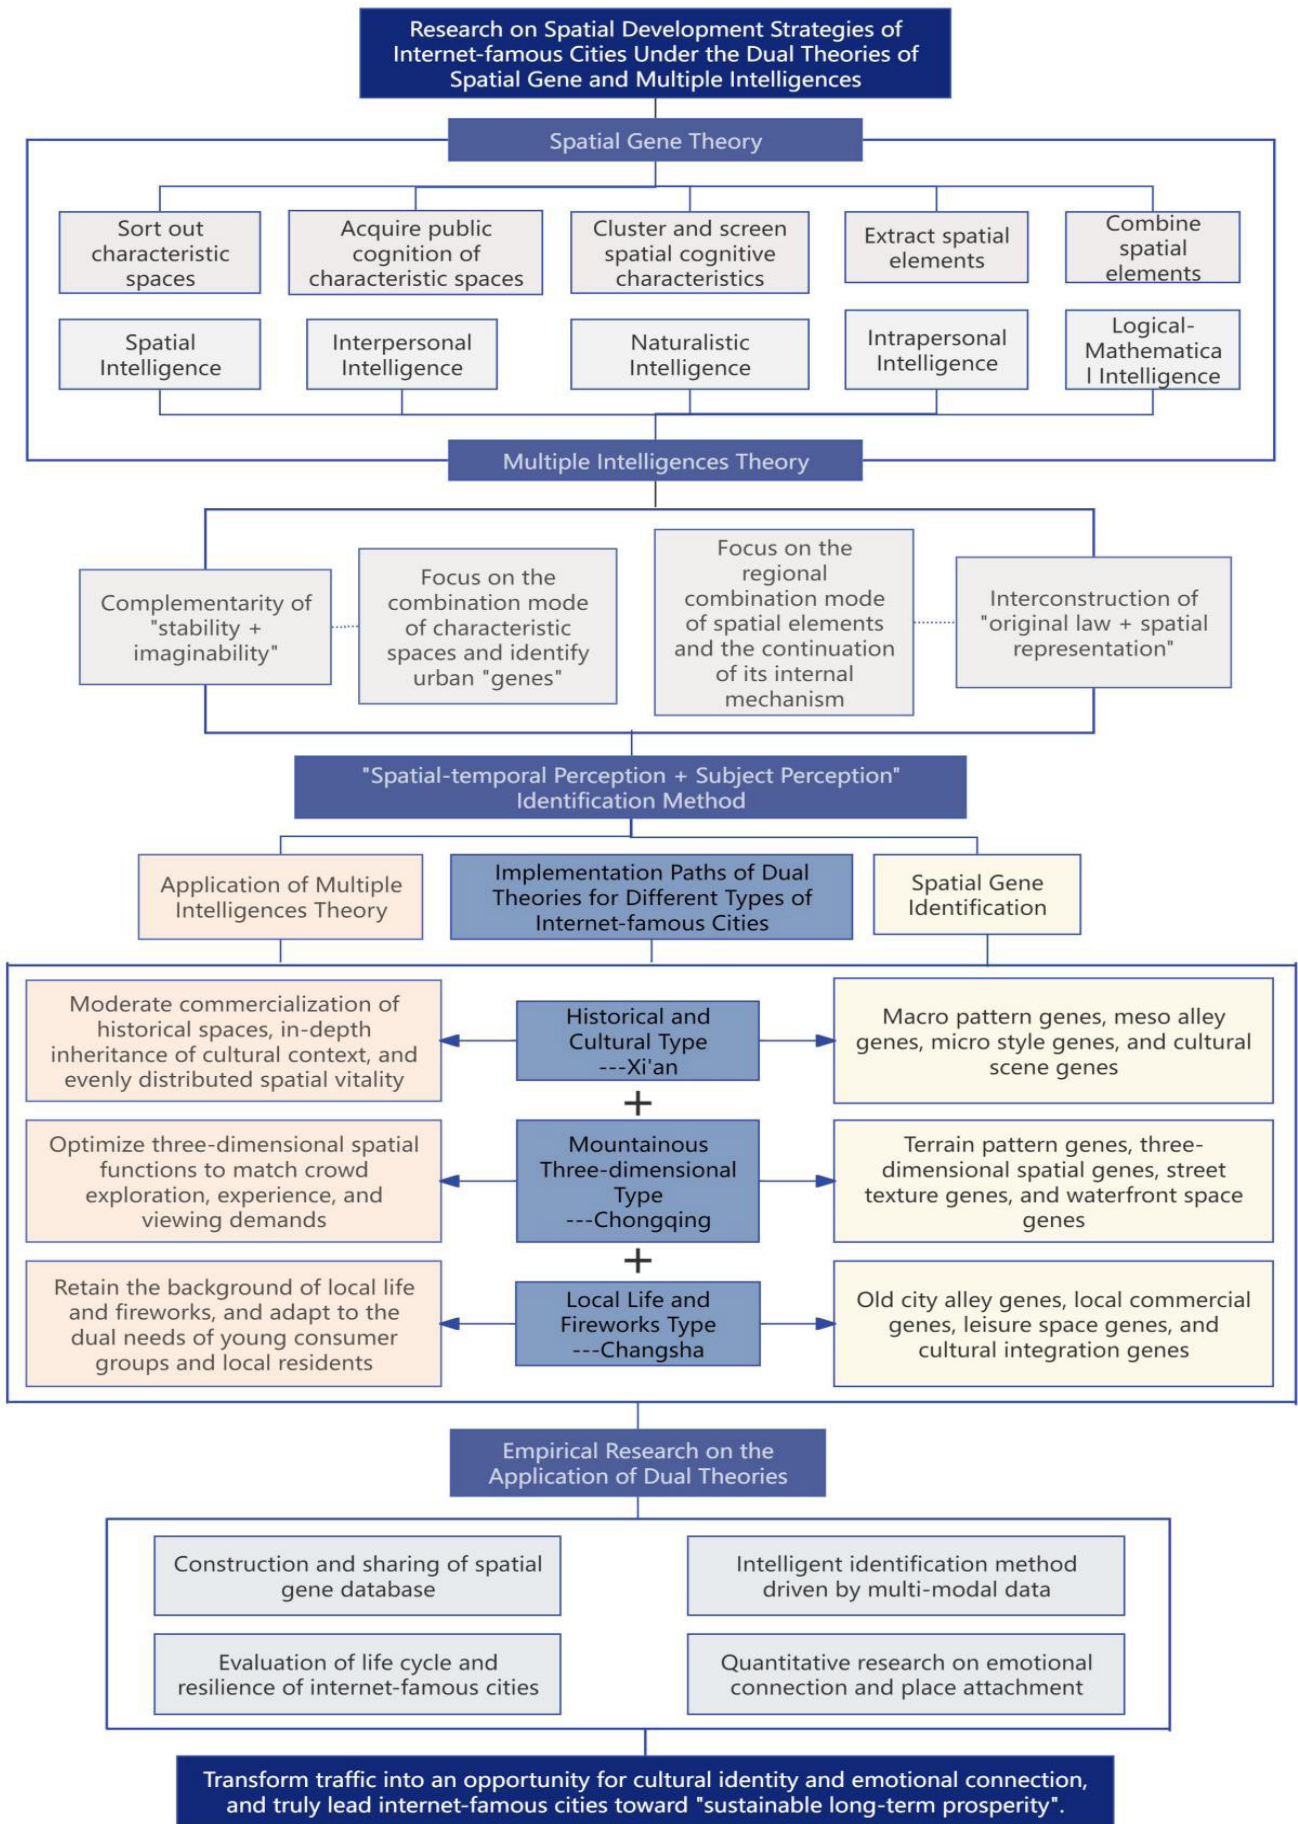 Research on Spatial Development Strategies of
Internet-famous Cities Under the Dual Theories of
Spatial Gene and Multiple Intelligences
Spatial Gene Theory
Sort out
characteristic
spaces
Acquire public
cognition of
characteristic spaces
Cluster and screen
spatial cognitive
characteristics
Extract spatial
elements
Combine
spatial
elements
Spatial
Intelligence
Interpersonal
Intelligence
Naturalistic
Intelligence
Intrapersonal
Intelligence
Logical-
Mathematica
l Intelligence
Multiple Intelligences Theory
Complementarity of
"stability +
imaginability"
Focus on the
combination mode
of characteristic
spaces and identify
urban "genes"
Focus on the
regional
combination mode
of spatial elements
and the continuation
of its internal
mechanism
Interconstruction of
"original law + spatial
representation"
"Spatial-temporal Perception + Subject Perception"
Identification Method
Application of Multiple
Intelligences Theory
Implementation Paths of Dual
Theories for Different Types of
Internet-famous Cities
Spatial Gene
Identification
Moderate commercialization of
historical spaces, in-depth
inheritance of cultural context, and
evenly distributed spatial vitality
Historical and
Cultural Type
---Xi'an
Macro pattern genes, meso alley
genes, micro style genes, and cultural
scene genes
+
Optimize three-dimensional spatial
functions to match crowd
exploration, experience, and
viewing demands
Mountainous
Three-dimensional
Type
---Chongqing
Terrain pattern genes, three-
dimensional spatial genes, street
texture genes, and waterfront space
genes
+
Retain the background of local life
and fireworks, and adapt to the
dual needs of young consumer
groups and local residents
Local Life and
Fireworks Type
---Changsha
Old city alley genes, local commercial
genes, leisure space genes, and
cultural integration genes
Empirical Research on the
Application of Dual Theories
Construction and sharing of spatial
gene database
Intelligent identification method
driven by multi-modal data
Evaluation of life cycle and
resilience of internet-famous cities
Quantitative research on emotional
connection and place attachment
Transform traffic into an opportunity for cultural identity and emotional connection,
and truly lead internet-famous cities toward "sustainable long-term prosperity".